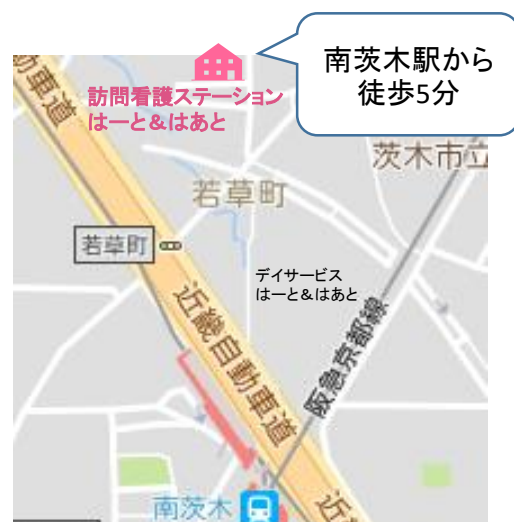 南茨木駅から
徒歩5分
動車道
訪問看護ステーション
はーと&はあと
茨木市立
若草町
若草町
デイサービス
はーと&はあと
近畿自動車道
阪急京都線
南茨木
近